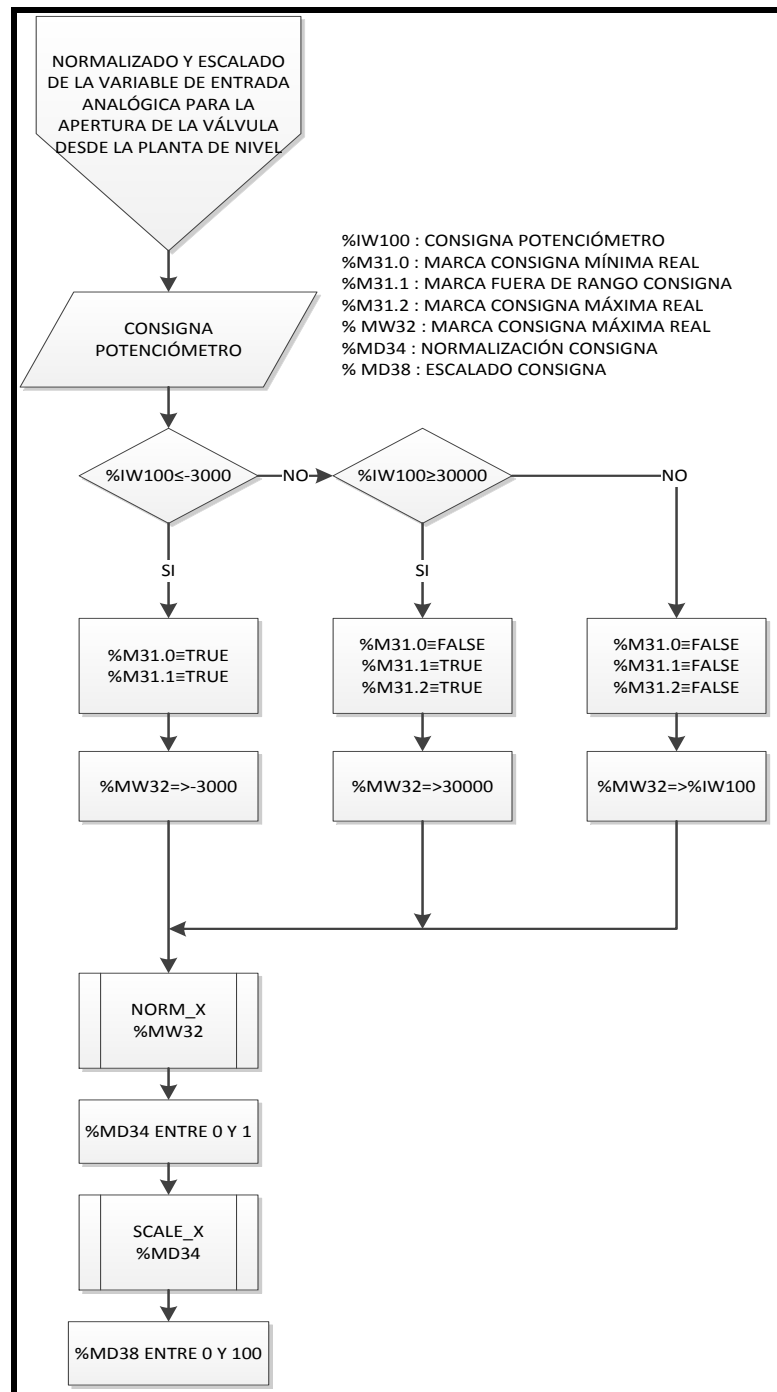 NORMALIZADO Y ESCALADO
DE LA VARIABLE DE ENTRADA
ANALÓGICA PARA LA
APERTURA DE LA VÁLVULA
DESDE LA PLANTA DE NIVEL
%IW100 : CONSIGNA POTENCIÓMETRO
%M31.0 : MARCA CONSIGNA MÍNIMA REAL
%M31.1 : MARCA FUERA DE RANGO CONSIGNA
%M31.2 : MARCA CONSIGNA MÁXIMA REAL
% MW32 : MARCA CONSIGNA MÁXIMA REAL
%MD34 : NORMALIZACIÓN CONSIGNA
% MD38 : ESCALADO CONSIGNA
CONSIGNA
POTENCIÓMETRO
%IW100≤-3000
NO
%IW100≥30000
NO
SI
SI
%M31.0≡TRUE
%M31.1≡TRUE
%M31.0≡FALSE
%M31.1≡TRUE
%M31.2≡TRUE
%M31.0≡FALSE
%M31.1≡FALSE
%M31.2≡FALSE
%MW32=>-3000
%MW32=>30000
%MW32=>%IW100
NORM_X
%MW32
%MD34 ENTRE 0 Y 1
SCALE_X
%MD34
%MD38 ENTRE 0 Y 100